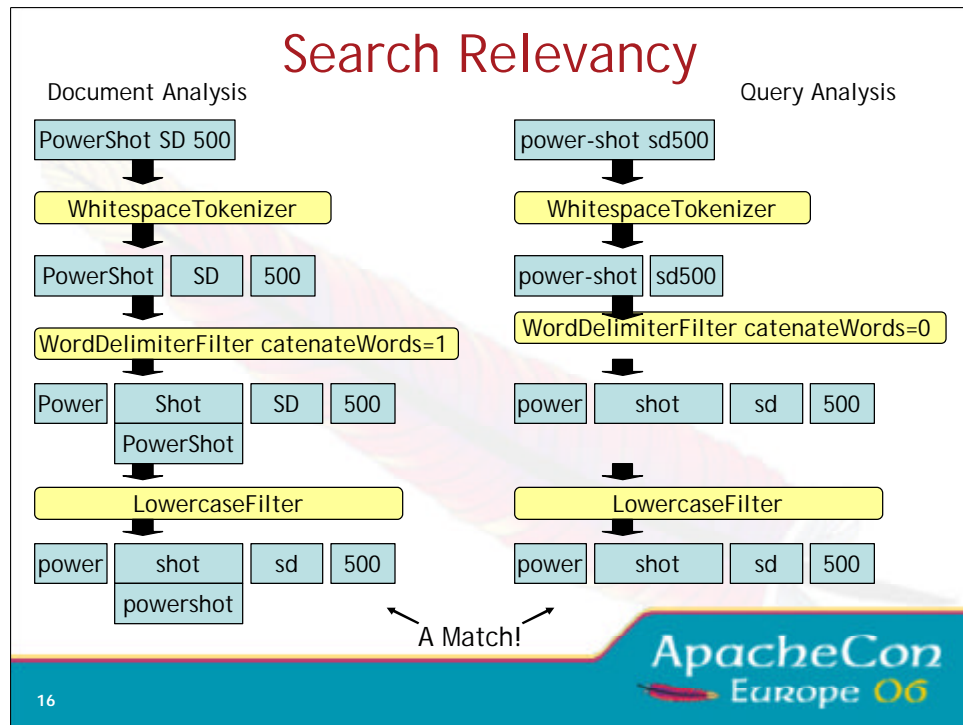 Search Relevancy
Document Analysis
Query Analysis
PowerShot SD 500
power-shot sd500
WhitespaceTokenizer
WhitespaceTokenizer
PowerShot SD 500
power-shot sd500
WordDelimiterFilter catenateWords=1
WordDelimiterFilter catenateWords=0
Power Shot SD 500
PowerShot
power shot sd 500
LowercaseFilter
LowercaseFilter
power shot sd 500
powershot
power shot sd 500
A Match!
ApacheCon
Europe 06
16